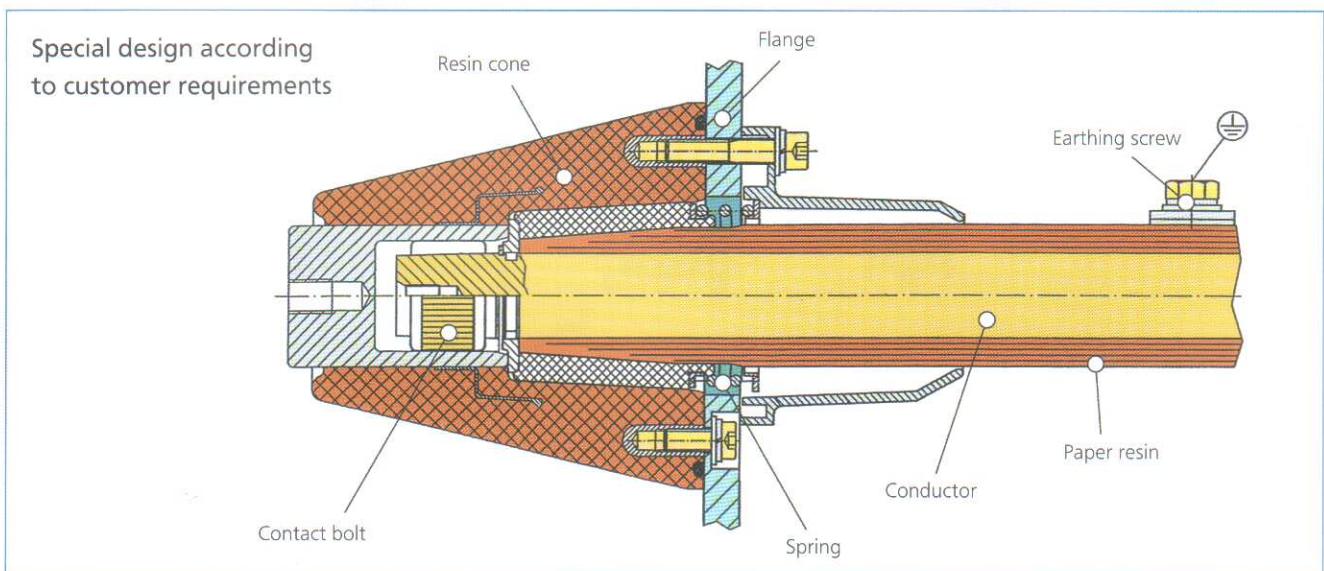 Special design according
to customer requirements
Resin cone
Flange
Earthing screw
Paper resin
Conductor
Spring
Contact bolt